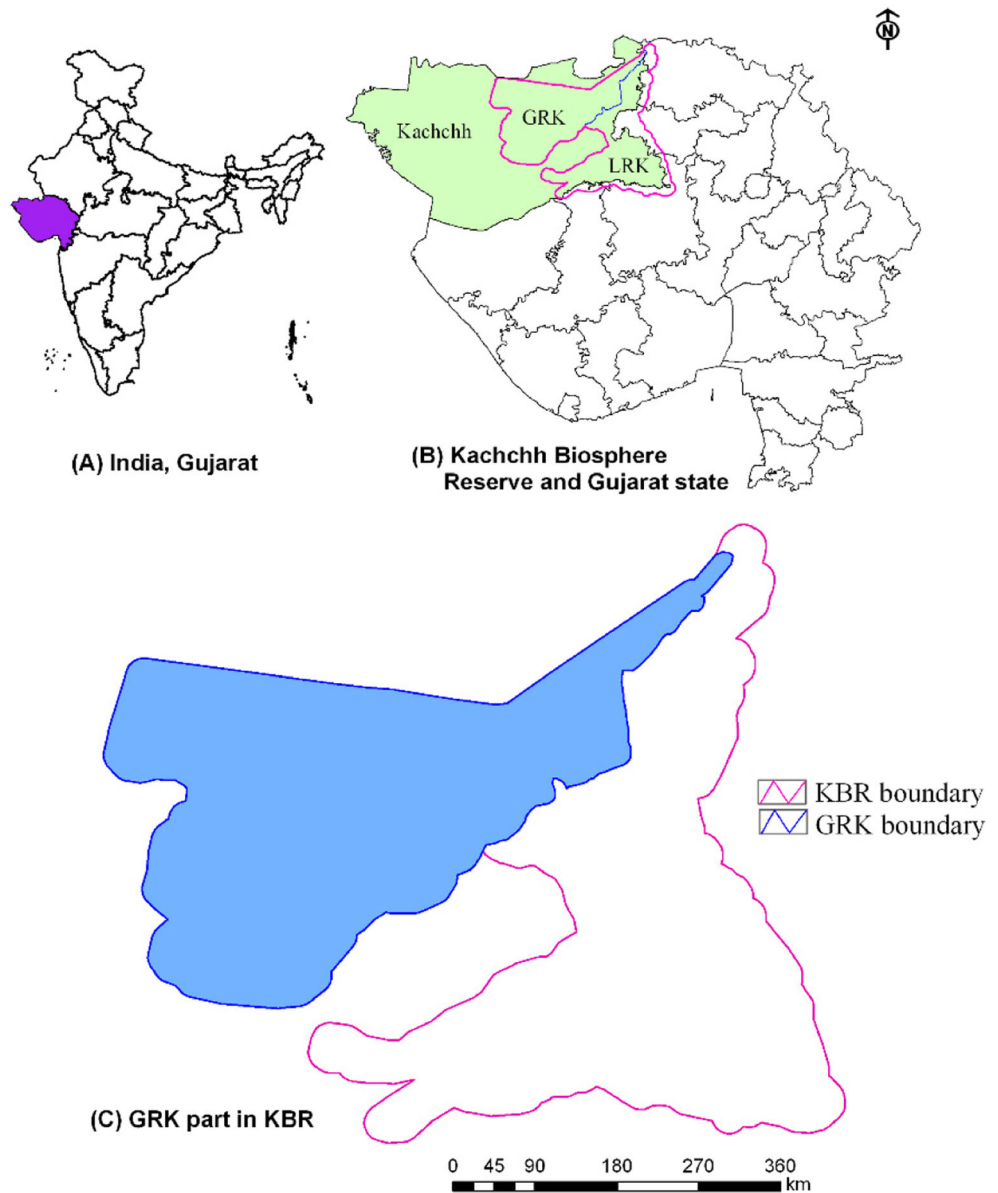 N
Kachchh
GRK
LRK
(A) India, Gujarat
(B) Kachchh Biosphere
Reserve and Gujarat state
KBR boundary
GRK boundary
(C) GRK part in KBR
0 45 90 180 270 360
km